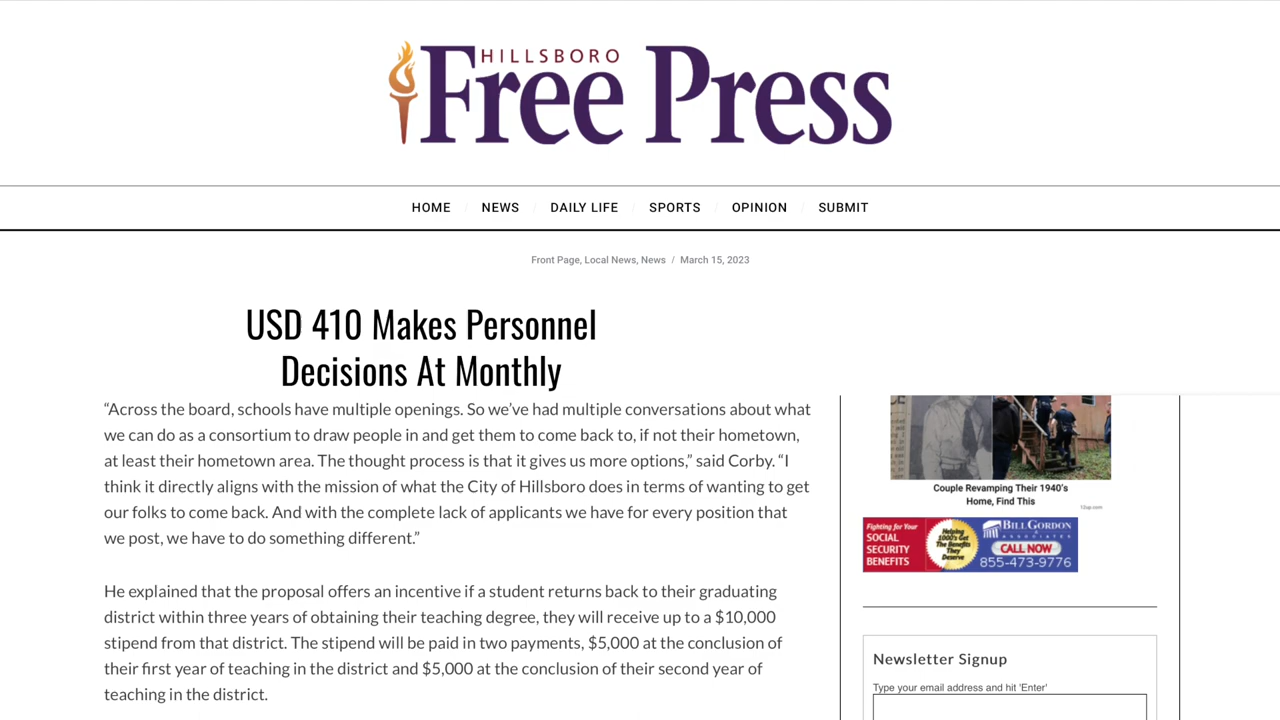 HILLSBORO
Free Press
HOME / NEWS / DAILY LIFE / SPORTS / OPINION / SUBMIT
Front Page, Local News, News / March 15, 2023
USD 410 Makes Personnel
Decisions At Monthly
“Across the board, schools have multiple openings. So we’ve had multiple conversations about what
we can do as a consortium to draw people in and get them to come back to, if not their hometown,
at least their hometown area. The thought process is that it gives us more options,” said Corby. “I
think it directly aligns with the mission of what the City of Hillsboro does in terms of wanting to get
our folks to come back. And with the complete lack of applicants we have for every position that
we post, we have to do something different.”
He explained that the proposal offers an incentive if a student returns back to their graduating
district within three years of obtaining their teaching degree, they will receive up to a $10,000
stipend from that district. The stipend will be paid in two payments, $5,000 at the conclusion of
their first year of teaching in the district and $5,000 at the conclusion of their second year of
teaching in the district.
Couple Revamping Their 1940’s
Home, Find This
12up.com
Fighting for Your
SOCIAL
SECURITY
BENEFITS
Helping
1000's Get
The Benefits
They
Deserve
BILL GORDON
& ASSOCIATES
CALL NOW
855-473-9776
Newsletter Signup
Type your email address and hit 'Enter'